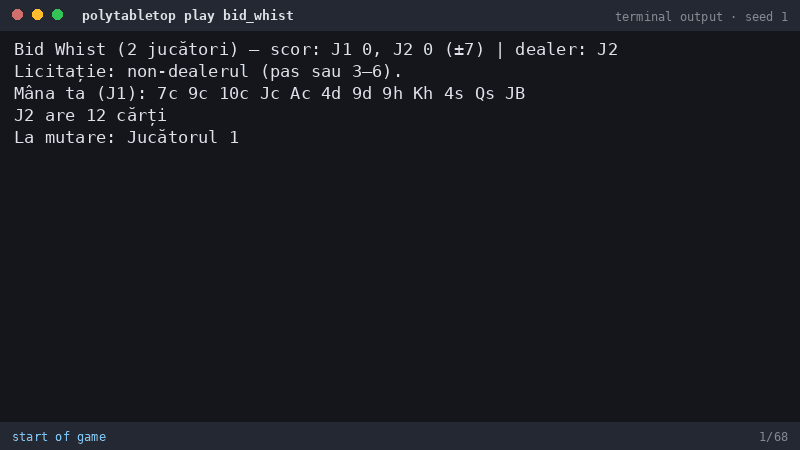 polytabletop play bid_whist
terminal output · seed 1
Bid Whist (2 jucători) — scor: J1 0, J2 0 (±7) | dealer: J2
Licitație: non-dealerul (pas sau 3–6).
Mâna ta (J1): 7c 9c 10c Jc Ac 4d 9d 9h Kh 4s Qs JB
J2 are 12 cărți
La mutare: Jucătorul 1
start of game
1/68